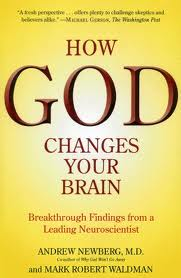 "A fresh perspective . . . offers plenty to challenge skeptics and
believers alike." —Michael Gerson, The Washington Post
HOW
GOD
CHANGES YOUR
BRAIN
Breakthrough Findings from a
Leading Neuroscientist
ANDREW NEWBERG, M.D.
Co-author of Why God Won't Go Away
AND MARK ROBERT WALDMAN